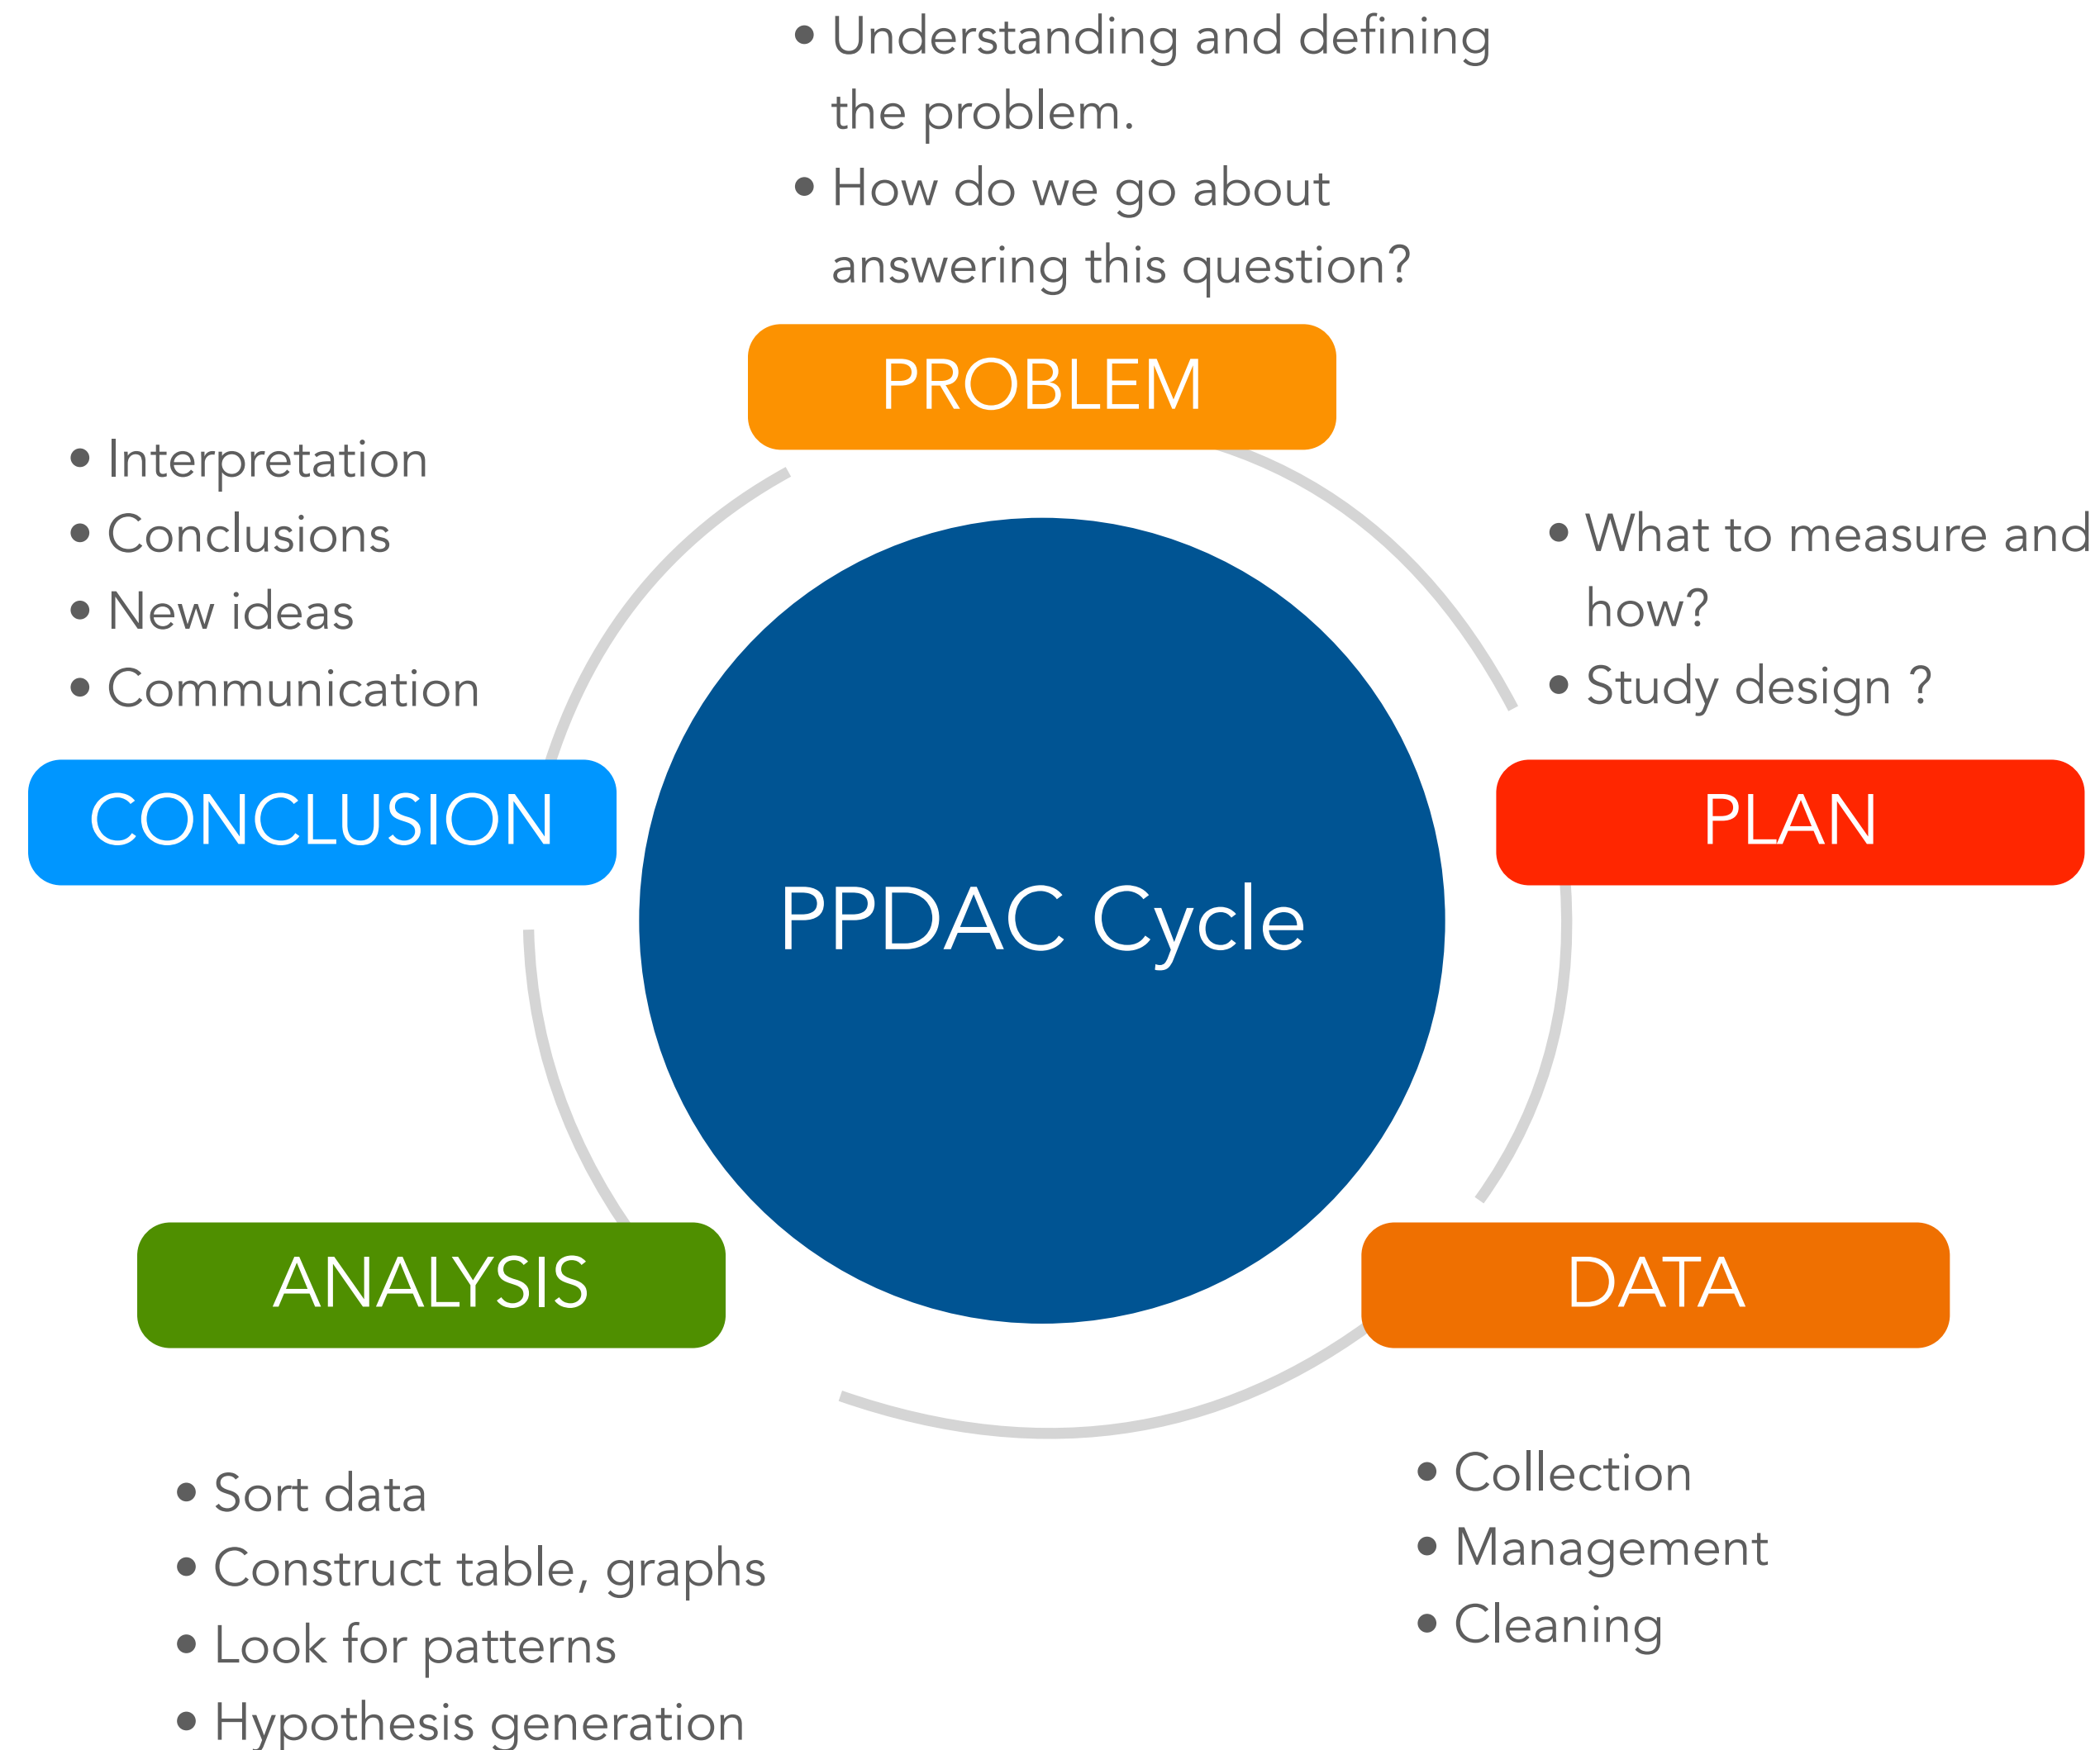 • Understanding and defining
the problem.
• How do we go about
answering this question?
PROBLEM
• Interpretation
• Conclusions
• New ideas
• Communication
CONCLUSION
• What to measure and
how?
• Study design ?
PLAN
PPDAC Cycle
ANALYSIS
• Sort data
• Construct table, graphs
• Look for patterns
• Hypothesis generation
DATA
• Collection
• Management
• Cleaning